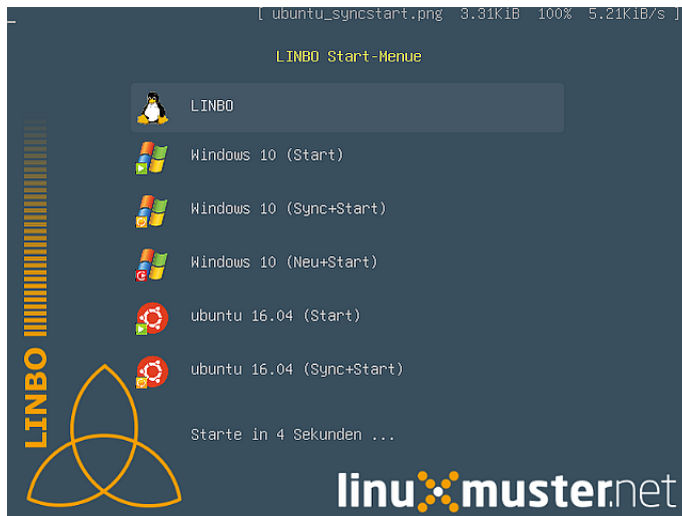 [ ubuntu_syncstart.png 3.31KiB 100% 5.21KiB/s ]
LINBO Start-Menue
LINBO
Windows 10 (Start)
Windows 10 (Sync+Start)
Windows 10 (Neu+Start)
ubuntu 16.04 (Start)
ubuntu 16.04 (Sync+Start)
Starte in 4 Sekunden ...
LINBO
linuxmuster.net